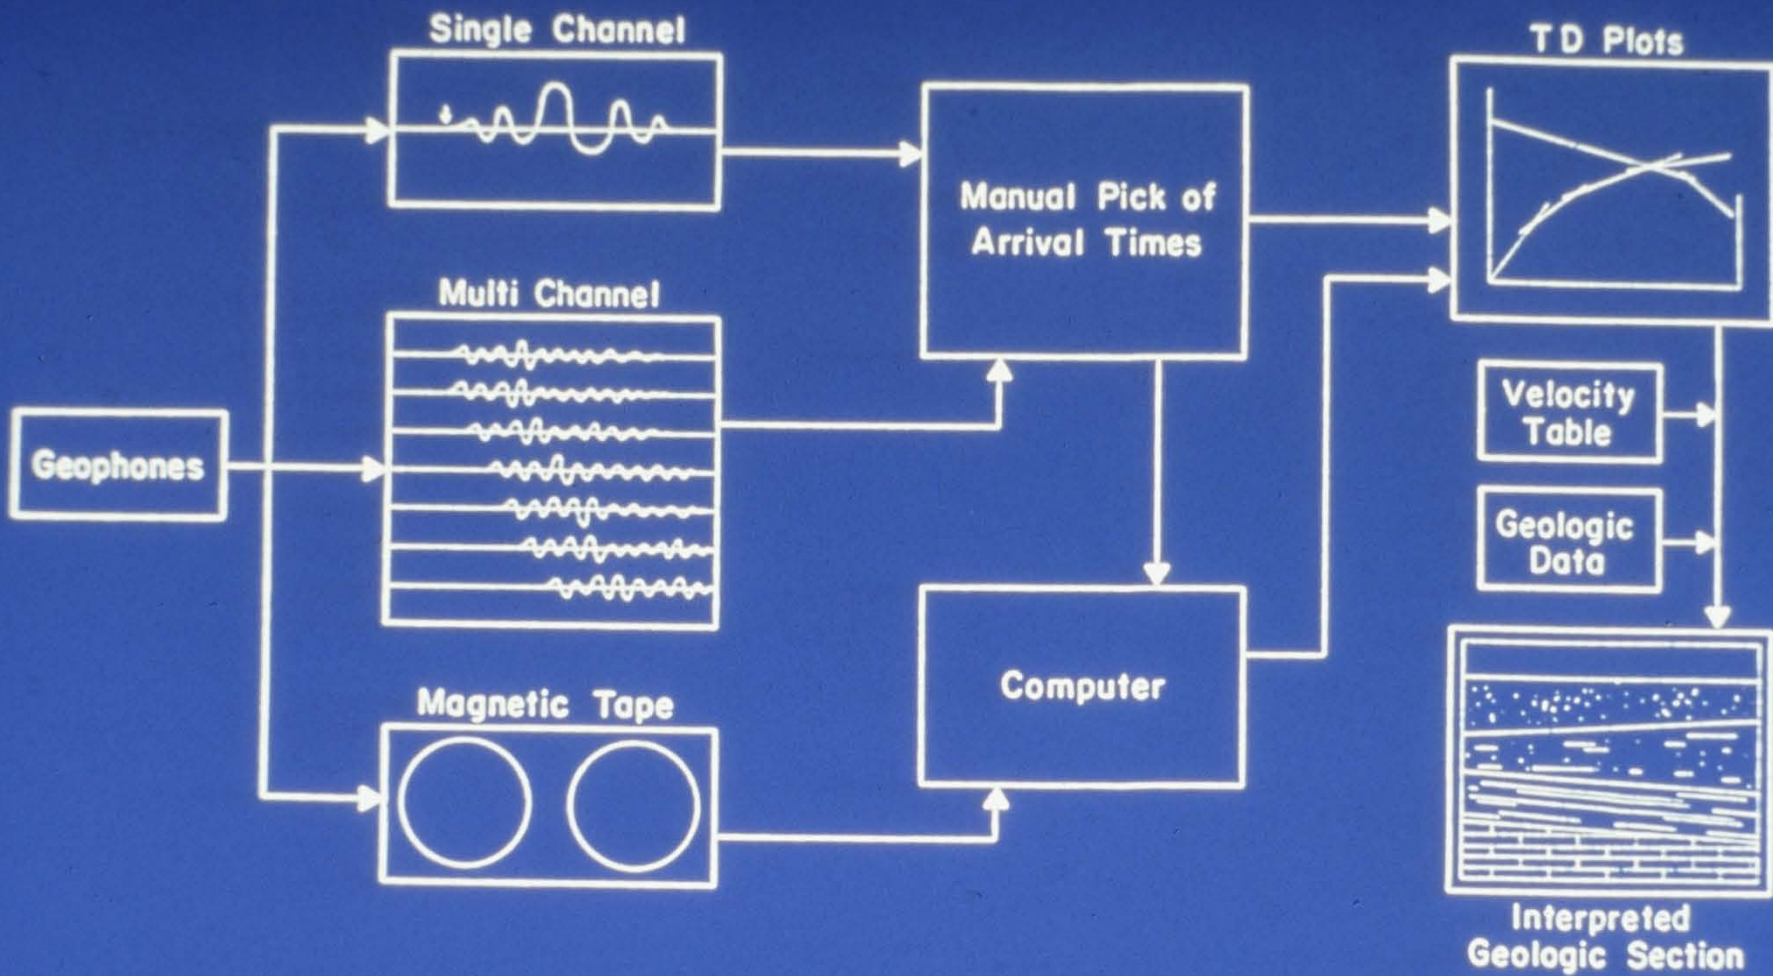 Single Channel
T D Plots
Manual Pick of
Arrival Times
Multi Channel
Velocity
Table
Geophones
Geologic
Data
Computer
Magnetic Tape
Interpreted
Geologic Section